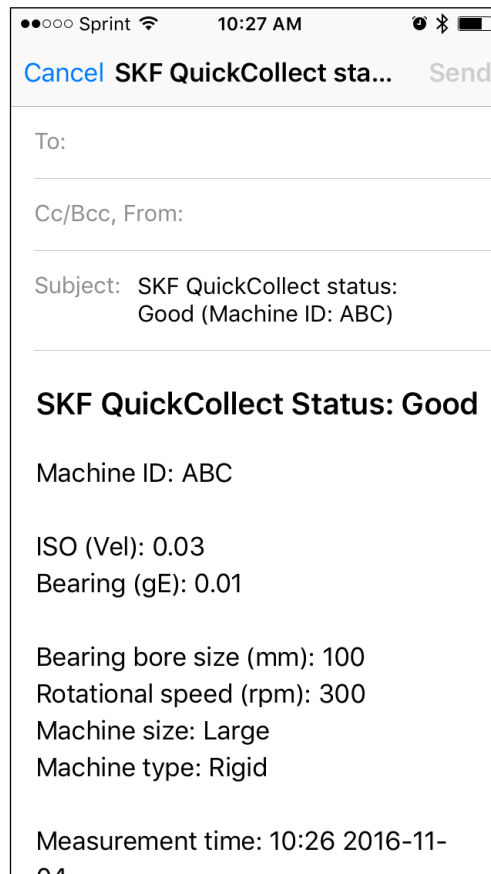 Sprint 10:27 AM
Cancel SKF QuickCollect sta... Send
To:
Cc/Bcc, From:
Subject: SKF QuickCollect status:
Good (Machine ID: ABC)
SKF QuickCollect Status: Good
Machine ID: ABC
ISO (Vel): 0.03
Bearing (gE): 0.01
Bearing bore size (mm): 100
Rotational speed (rpm): 300
Machine size: Large
Machine type: Rigid
Measurement time: 10:26 2016-11-